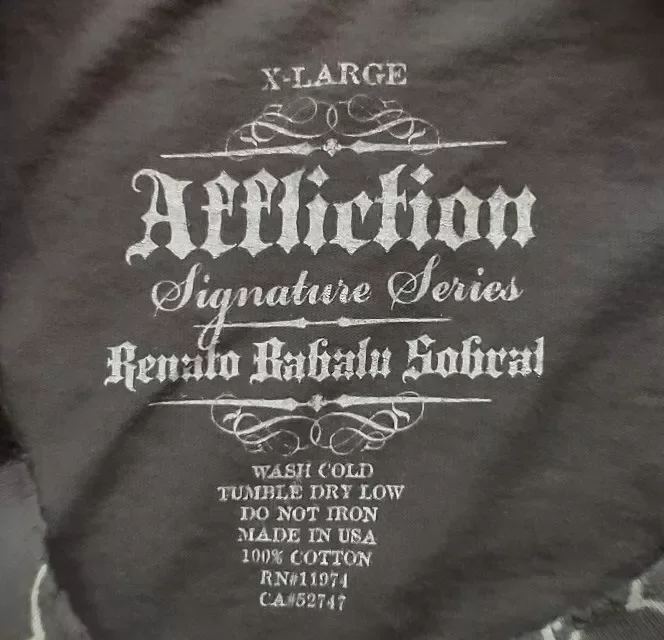 X-LARGE
Affliction
Signature Series
Renato Babalu Sobral
WASH COLD
TUMBLE DRY LOW
DO NOT IRON
MADE IN USA
100% COTTON
RN#11974
CA#52747